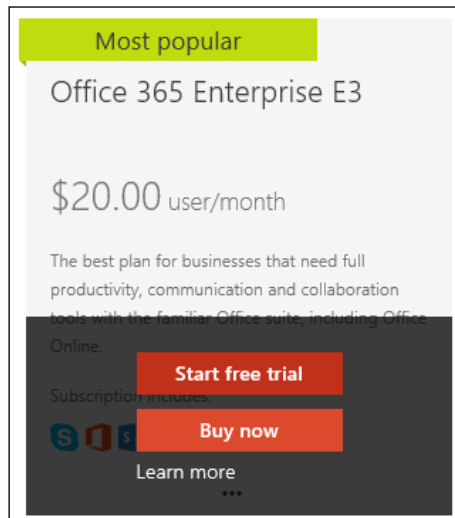 Most popular
Office 365 Enterprise E3
$20.00 user/month
The best plan for businesses that need full
productivity, communication and collaboration
tools with the familiar Office suite, including Office
Online.
Start free trial
Subscription includes:
Buy now
Learn more